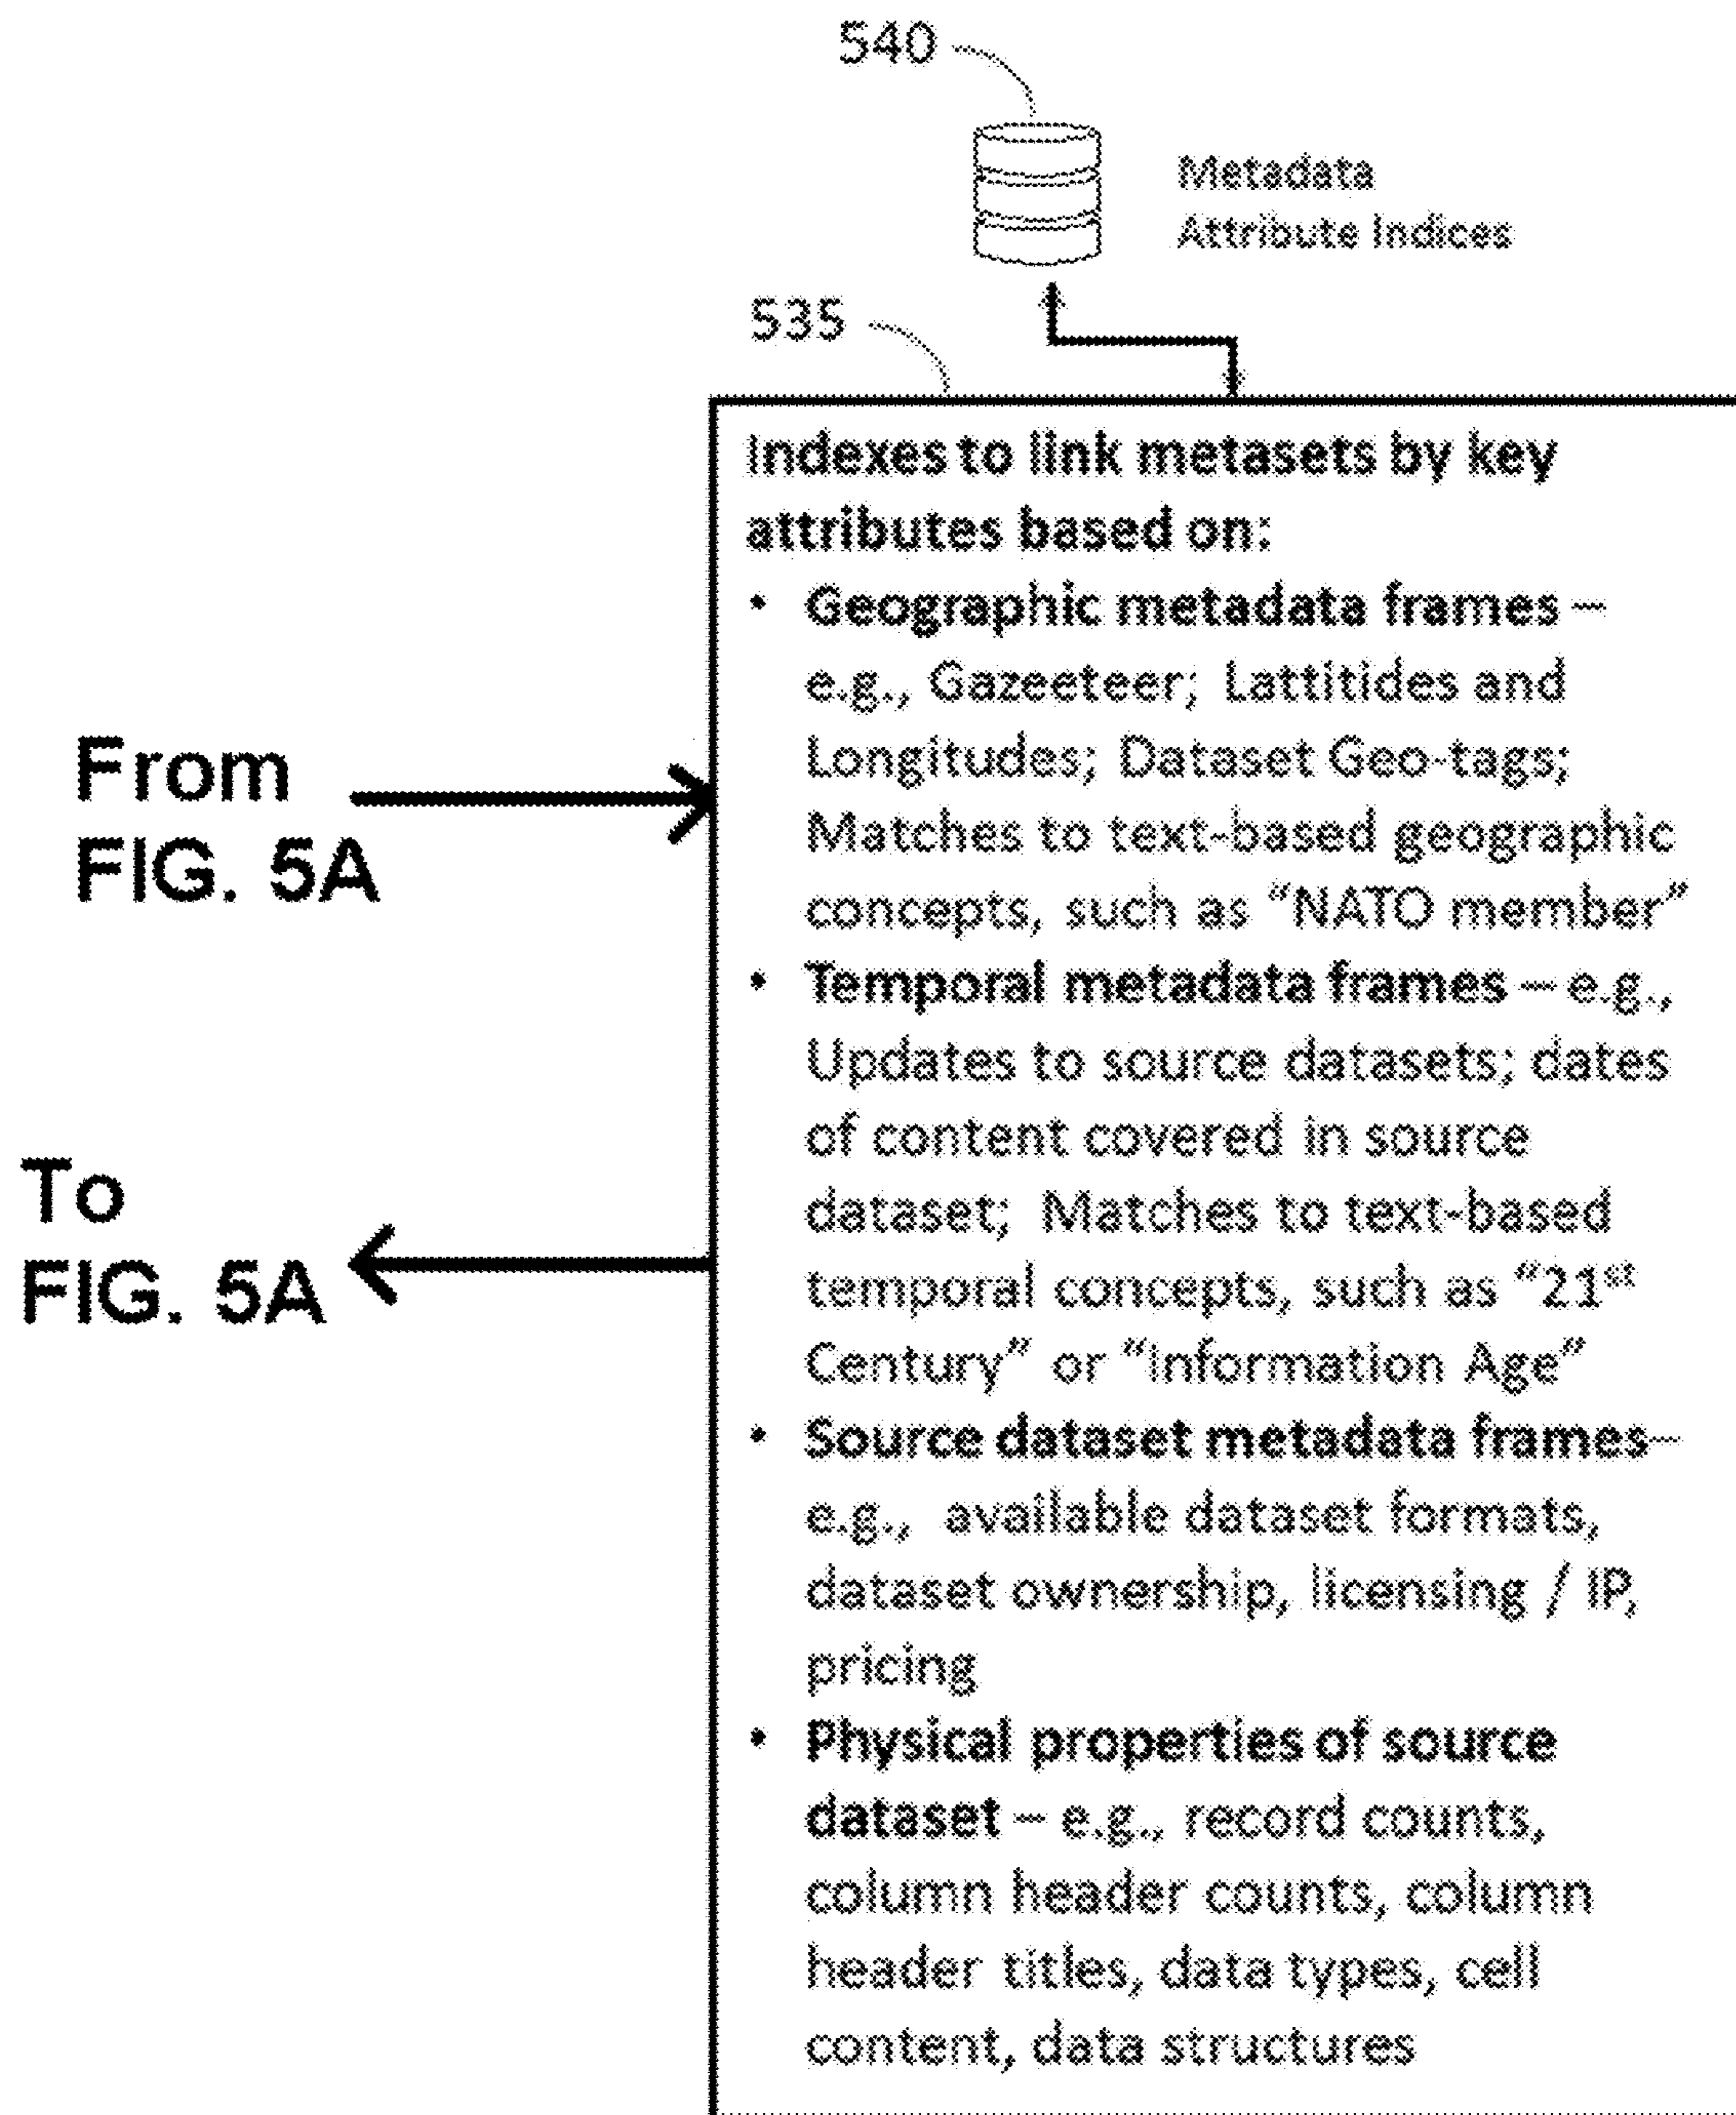 540
Metadata
Attribute Indices
535
Indexes to link metasets by key
attributes based on:
• Geographic metadata frames –
e.g., Gazeeteer; Lattitides and
Longitudes; Dataset Geo-tags;
Matches to text-based geographic
concepts, such as “NATO member”
• Temporal metadata frames – e.g.,
Updates to source datasets; dates
of content covered in source
dataset; Matches to text-based
temporal concepts, such as “21st
Century” or “Information Age”
• Source dataset metadata frames–
e.g., available dataset formats,
dataset ownership, licensing / IP,
pricing
• Physical properties of source
dataset – e.g., record counts,
column header counts, column
header titles, data types, cell
content, data structures
From
FIG. 5A
To
FIG. 5A